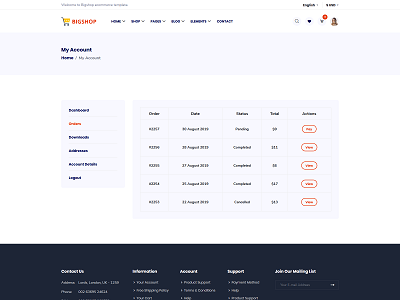 Welcome to Bigshop ecommerce template.
English
$ USD
BIGSHOP
HOME SHOP PAGES BLOG ELEMENTS CONTACT
My Account
Home / My Account
Dashboard
Orders
Downloads
Addresses
Account Details
Logout
Order Date Status Total Actions
#2257 30 August 2019 Pending $9 Pay
#2256 28 August 2019 Completed $11 View
#2255 27 August 2019 Completed $6 View
#2254 25 August 2019 Completed $17 View
#2253 22 August 2019 Cancelled $13 View
Contact Us
Address Lords, London, UK - 1259
Phone 002 63695 24624
Information
Your Account
Free Shipping Policy
Your Cart
Account
Product Support
Terms & Conditions
Help
Support
Payment Method
Help
Product Support
Join Our Mailing List
Your E-mail Address